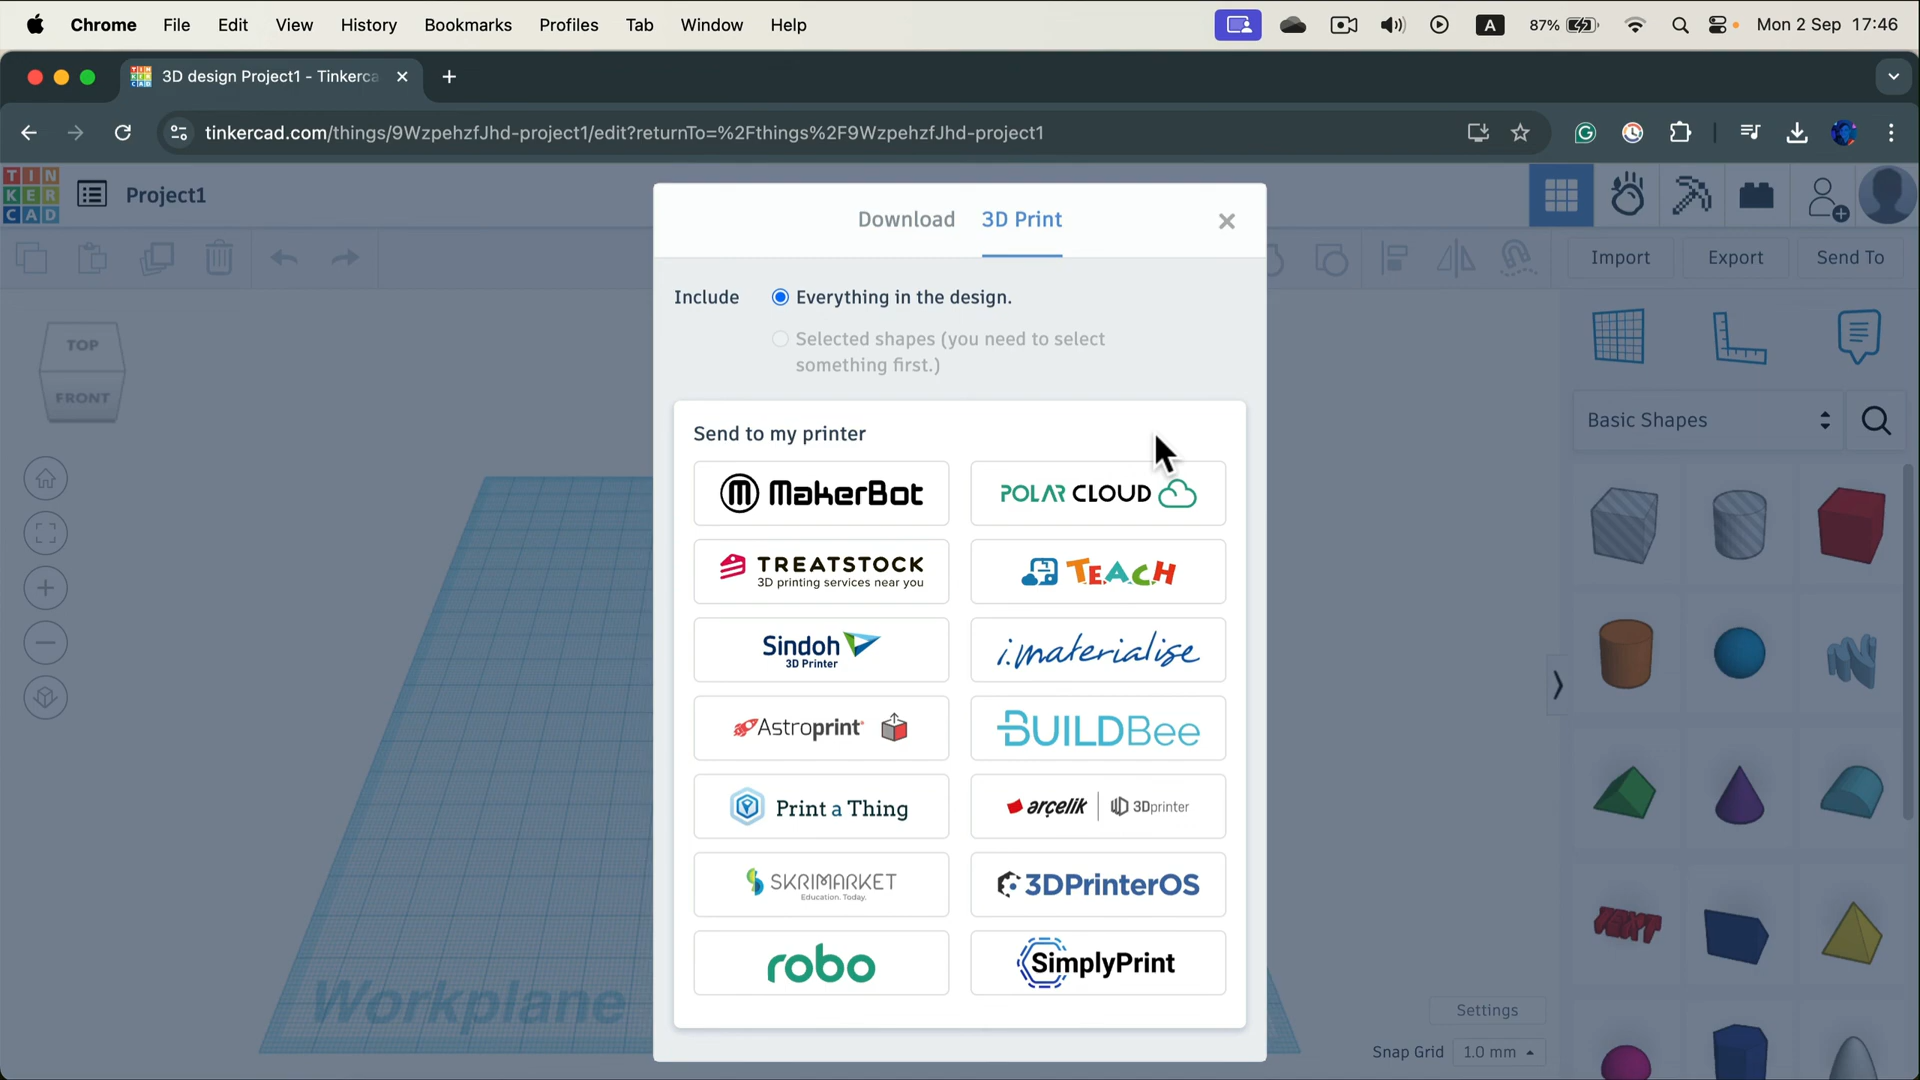 Chrome File Edit View History Bookmarks Profiles Tab Window Help A 87% Mon 2 Sep 17:46
3D design Project1 - Tinkerca
tinkercad.com/things/9WzpehzfJhd-project1/edit?returnTo=%2Fthings%2F9WzpehzfJhd-project1
TIN
KER
CAD
Project1
Download 3D Print
Import Export Send To
Include Everything in the design.
Selected shapes (you need to select
something first.)
TOP
FRONT
Basic Shapes
Send to my printer
MakerBot POLAR CLOUD
TREATSTOCK
3D printing services near you
TEACH
Sindoh
3D Printer
i.materialise
Astroprint BUILDBee
Print a Thing arçelik 3Dprinter
SKRIMARKET
Education. Today.
3DPrinterOS
TEXT
robo SimplyPrint
Workplane
Settings
Snap Grid 1.0 mm